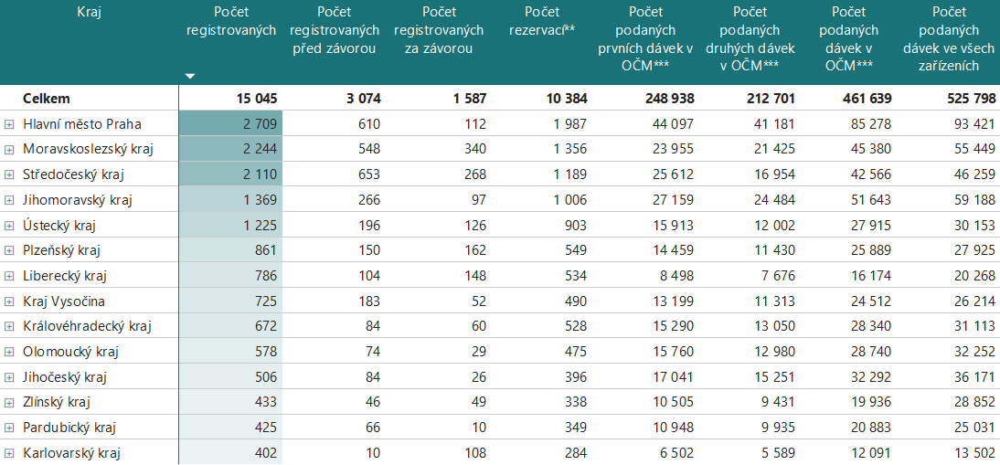 Kraj Počet registrovaných Počet registrovaných před závorou Počet registrovaných za závorou Počet rezervací** Počet podaných prvních dávek v OČM*** Počet podaných druhých dávek v OČM*** Počet podaných dávek v OČM*** Počet podaných dávek ve všech zařízeních
Celkem 15 045 3 074 1 587 10 384 248 938 212 701 461 639 525 798
Hlavní město Praha 2 709 610 112 1 987 44 097 41 181 85 278 93 421
Moravskoslezský kraj 2 244 548 340 1 356 23 955 21 425 45 380 55 449
Středočeský kraj 2 110 653 268 1 189 25 612 16 954 42 566 46 259
Jihomoravský kraj 1 369 266 97 1 006 27 159 24 484 51 643 59 188
Ústecký kraj 1 225 196 126 903 15 913 12 002 27 915 30 153
Plzeňský kraj 861 150 162 549 14 459 11 430 25 889 27 925
Liberecký kraj 786 104 148 534 8 498 7 676 16 174 20 268
Kraj Vysočina 725 183 52 490 13 199 11 313 24 512 26 214
Královéhradecký kraj 672 84 60 528 15 290 13 050 28 340 31 113
Olomoucký kraj 578 74 29 475 15 760 12 980 28 740 32 252
Jihočeský kraj 506 84 26 396 17 041 15 251 32 292 36 171
Zlínský kraj 433 46 49 338 10 505 9 431 19 936 28 852
Pardubický kraj 425 66 10 349 10 948 9 935 20 883 25 031
Karlovarský kraj 402 10 108 284 6 502 5 589 12 091 13 502